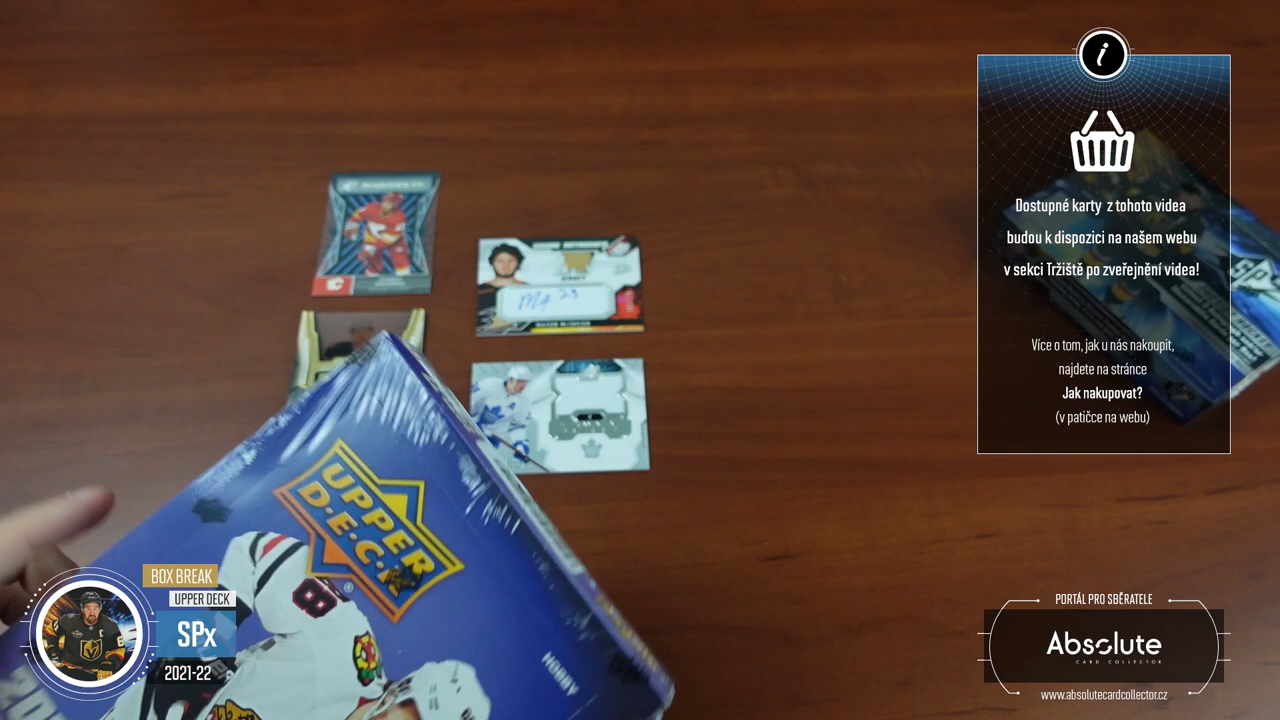 Dostupné karty z tohoto videa
budou k dispozici na našem webu
v sekci Tržiště po zveřejnění videa!
Více o tom, jak u nás nakoupit,
najdete na stránce
Jak nakupovat?
(v patičce na webu)
SPx
UPPER
D·E·C·K
®
8
HOBBY
BOX BREAK
UPPER DECK
SPx
2021-22
PORTÁL PRO SBĚRATELE
Absolute
CARD COLLECTOR
www.absolutecardcollector.cz